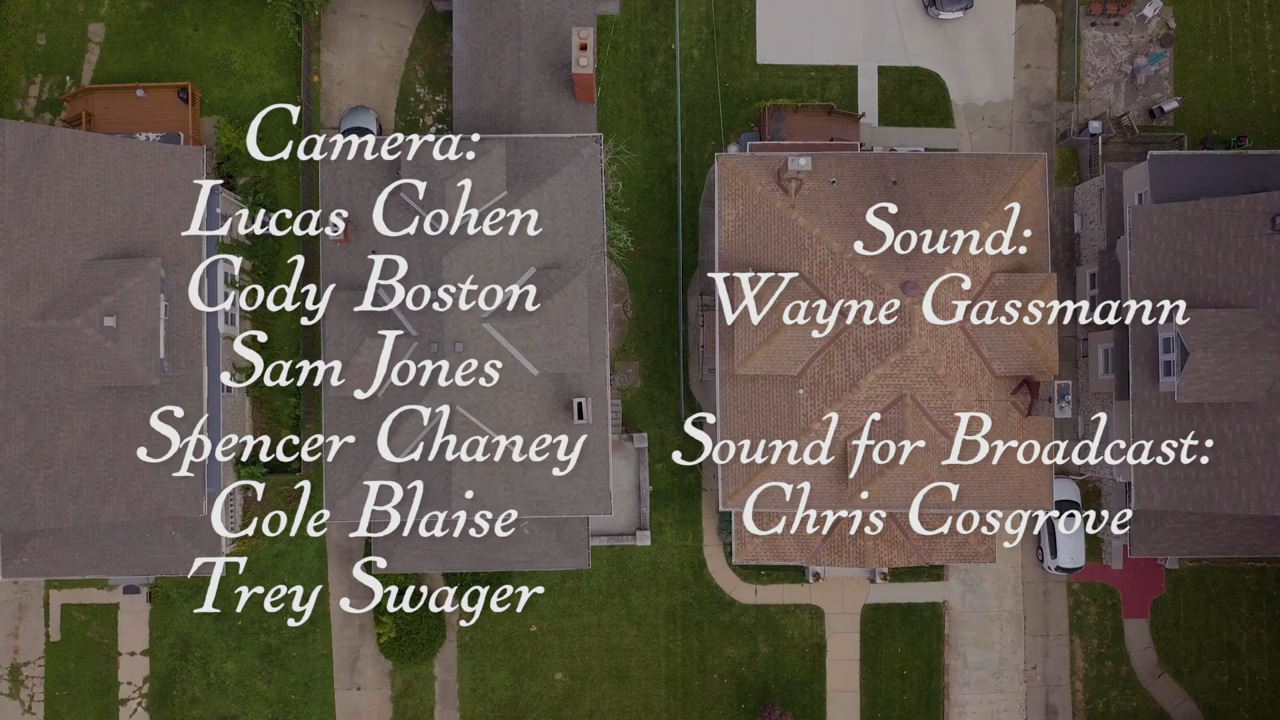 Camera:
Lucas Cohen
Cody Boston
Sam Jones
Spencer Chaney
Cole Blaise
Trey Swager
Sound:
Wayne Gassmann
Sound for Broadcast:
Chris Cosgrove